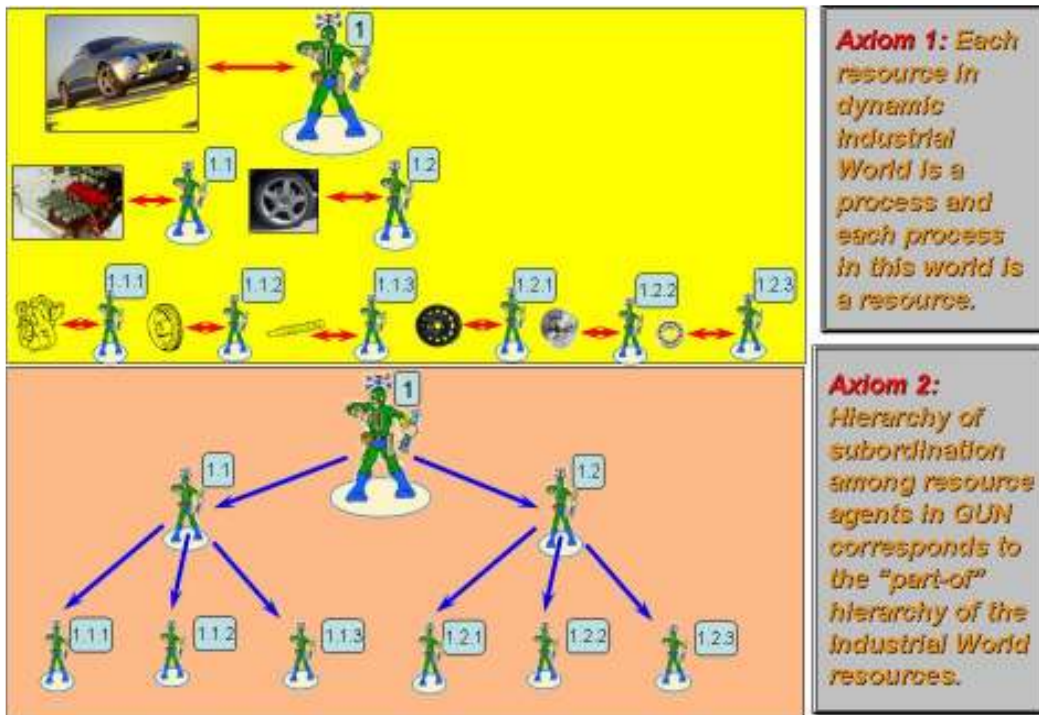 1
Axiom 1: Each
resource in
dynamic
Industrial
World is a
process and
each process
in this world is
a resource.
1.1
1.2
1.1.1
1.1.2
1.1.3
1.2.1
1.2.2
1.2.3
1
Axiom 2:
Hierarchy of
subordination
among resource
agents in GUN
corresponds to
the "part-of"
hierarchy of the
Industrial World
resources.
1.1
1.2
1.1.1
1.1.2
1.1.3
1.2.1
1.2.2
1.2.3